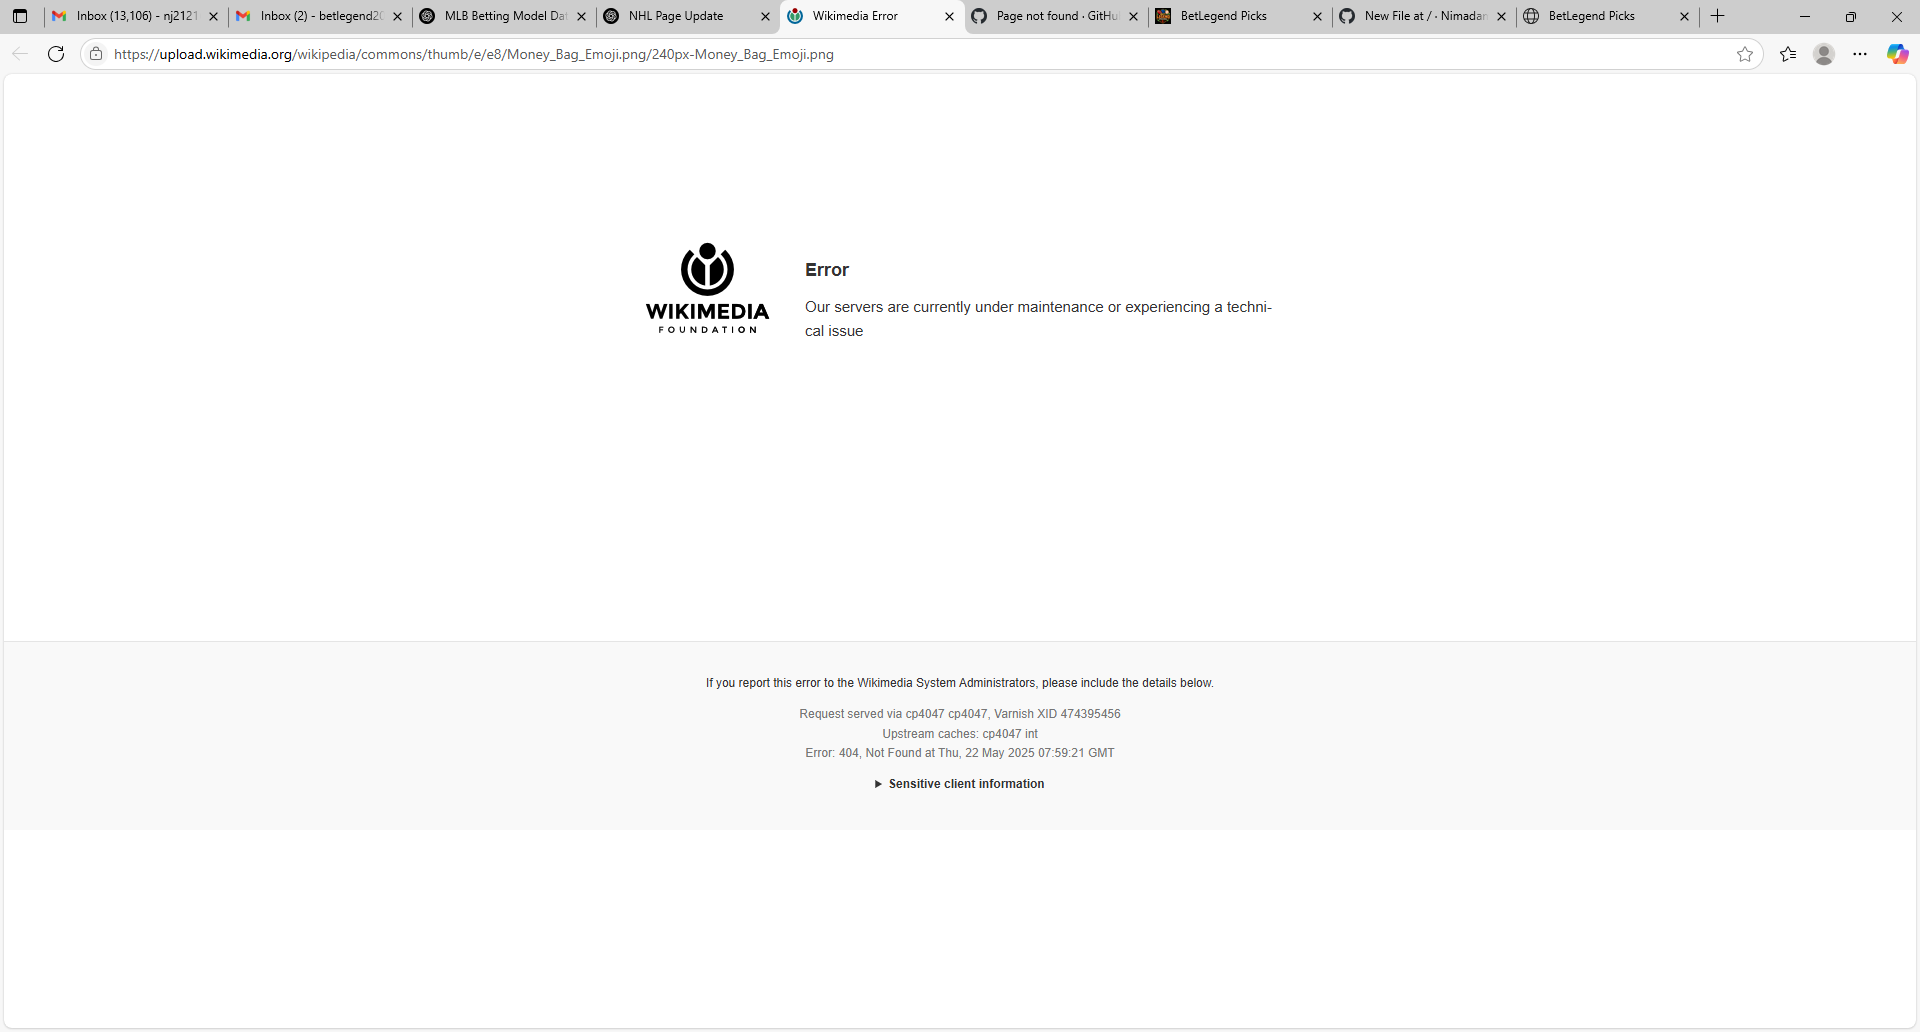 Inbox (13,106) - nj2121
Inbox (2) - betlegend20
MLB Betting Model Dat
NHL Page Update
Wikimedia Error
Page not found · GitHu
BetLegend Picks
New File at / · Nimadan
BetLegend Picks
https://upload.wikimedia.org/wikipedia/commons/thumb/e/e8/Money_Bag_Emoji.png/240px-Money_Bag_Emoji.png
WIKIMEDIA
FOUNDATION
Error
Our servers are currently under maintenance or experiencing a techni-
cal issue
If you report this error to the Wikimedia System Administrators, please include the details below.
Request served via cp4047 cp4047, Varnish XID 474395456
Upstream caches: cp4047 int
Error: 404, Not Found at Thu, 22 May 2025 07:59:21 GMT
Sensitive client information